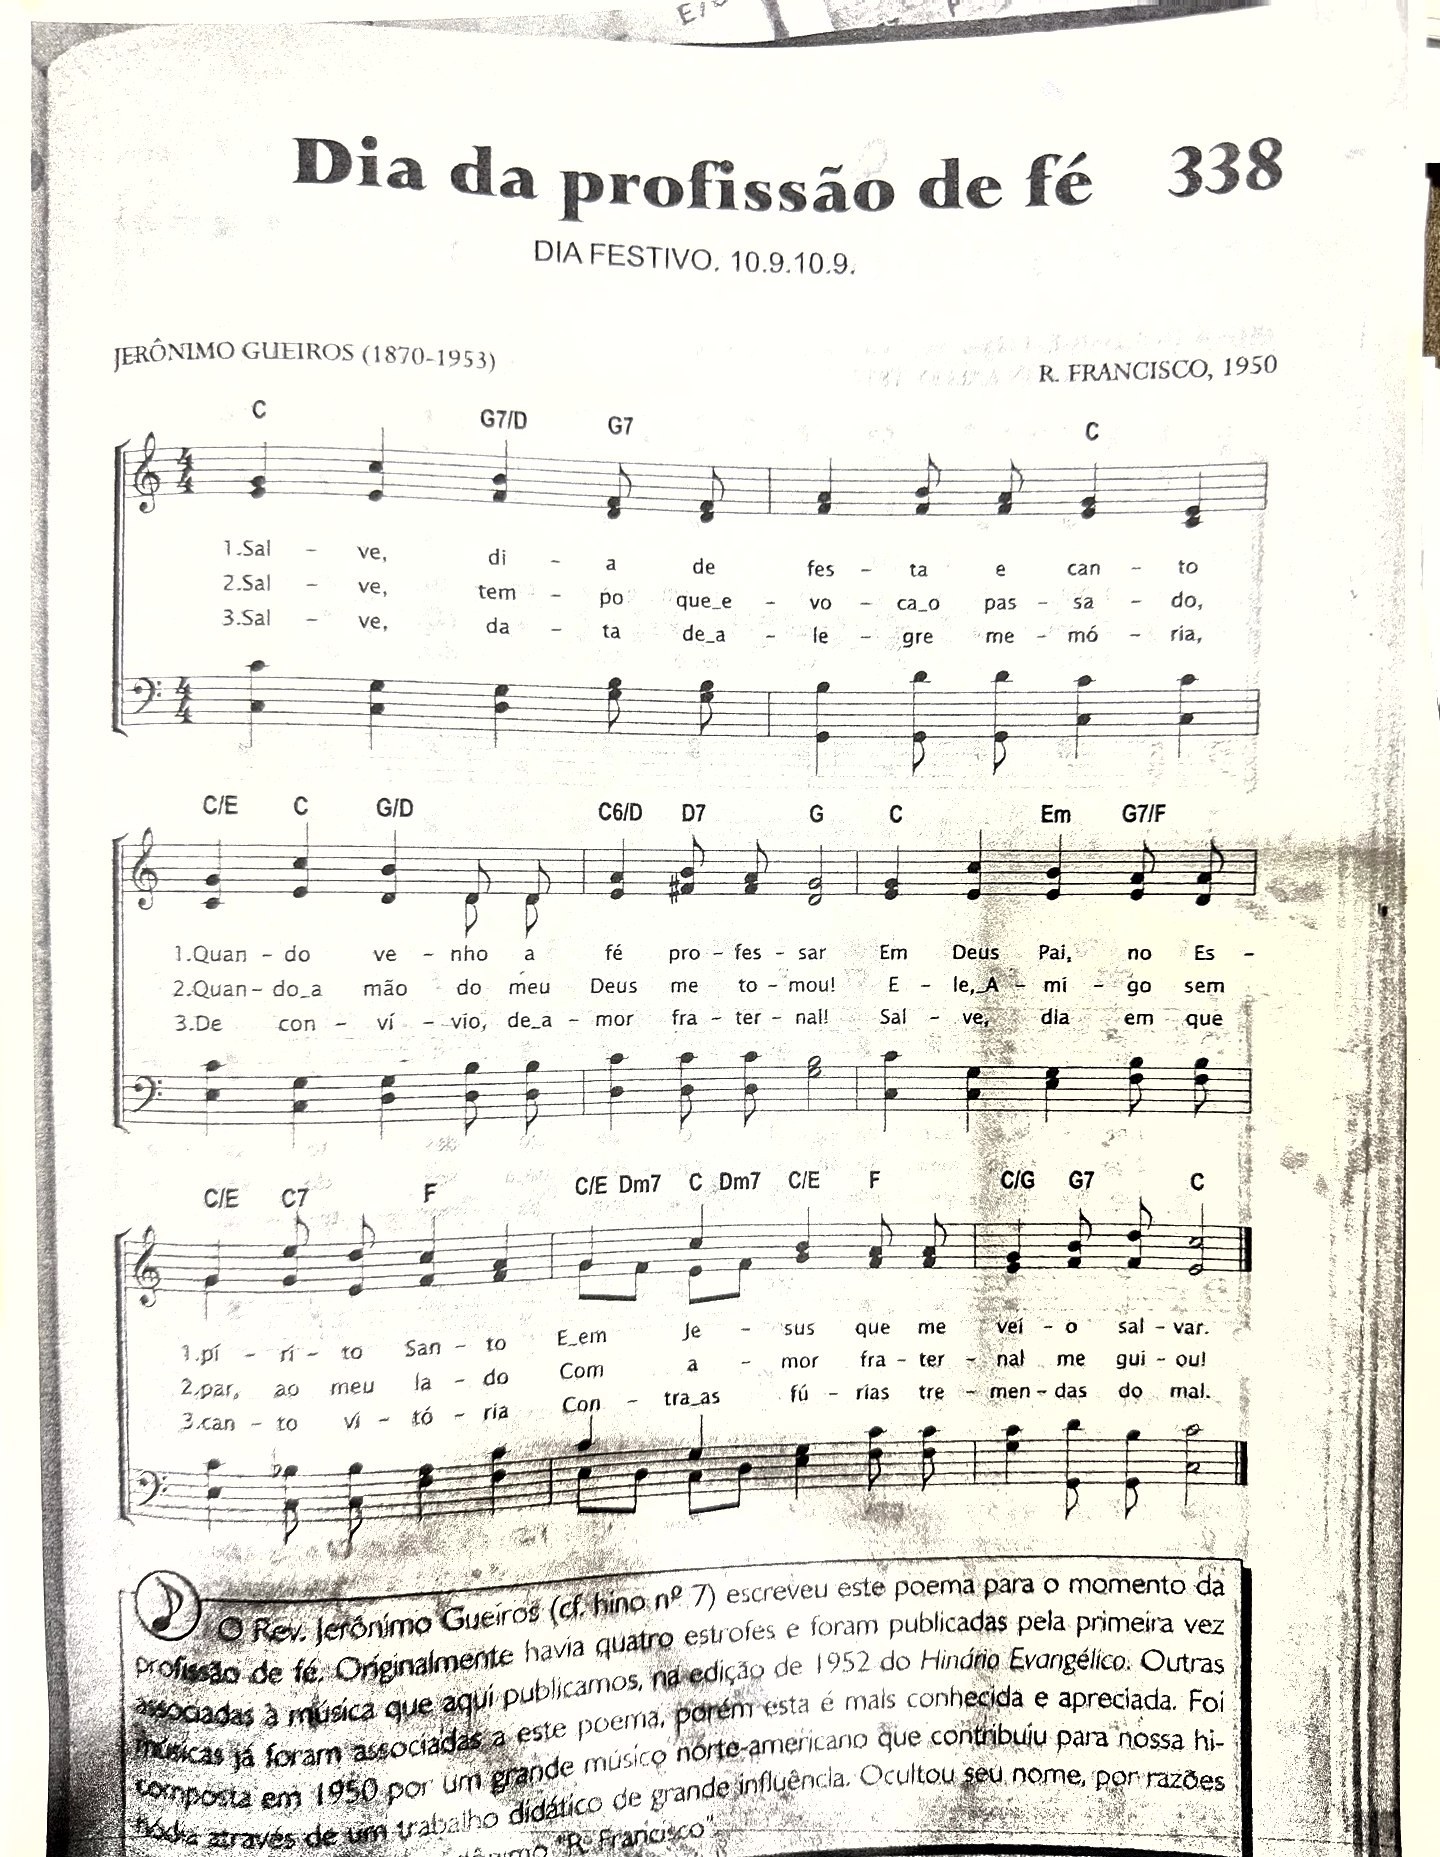 Dia da profissão de fé 338
DIA FESTIVO. 10.9.10.9.
JERÔNIMO GUEIROS (1870-1953)
R. FRANCISCO, 1950
C G7/D G7 C
1.Sal - ve, di - a de fes - ta e can - to
2.Sal - ve, tem - po que_e - vo - ca_o pas - sa - do,
3.Sal - ve, da - ta de_a - le - gre me - mó - ria,
C/E C G/D C6/D D7 G C Em G7/F
1.Quan - do ve - nho a fé pro - fes - sar Em Deus Pai, no Es -
2.Quan - do_a mão do meu Deus me to - mou! E - le,_A - mi - go sem
3.De con - ví - vio, de_a - mor fra - ter - nal! Sal - ve, dia em que
C/E C7 F C/E Dm7 C Dm7 C/E F C/G G7 C
1.pí - ri - to San - to E_em Je - sus que me vei - o sal - var.
2.par, ao meu la - do Com a - mor fra - ter - nal me gui - ou!
3.can - to vi - tó - ria Con - tra_as fú - rias tre - men - das do mal.
O Rev. Jerônimo Gueiros (cf. hino nº 7) escreveu este poema para o momento da
profissão de fé. Originalmente havia quatro estrofes e foram publicadas pela primeira vez
associadas à música que aqui publicamos, na edição de 1952 do Hinário Evangélico. Outras
músicas já foram associadas a este poema, porém esta é mais conhecida e apreciada. Foi
composta em 1950 por um grande músico norte-americano que contribuiu para nossa hi-
através de um trabalho didático de grande influência. Ocultou seu nome, por razões
"R. Francisco".